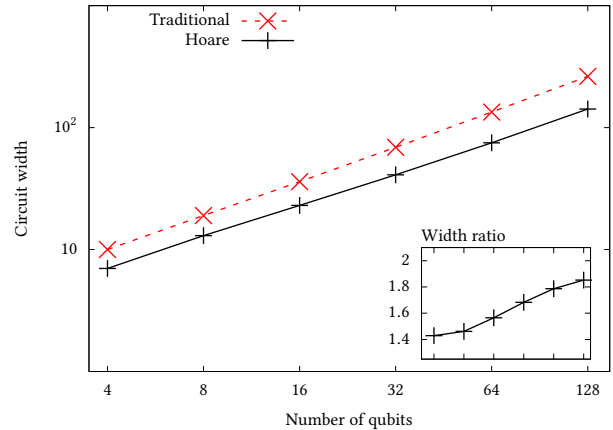 Traditional
Hoare
Circuit width
10²
10
Width ratio
2
1.8
1.6
1.4
4 8 16 32 64 128
Number of qubits